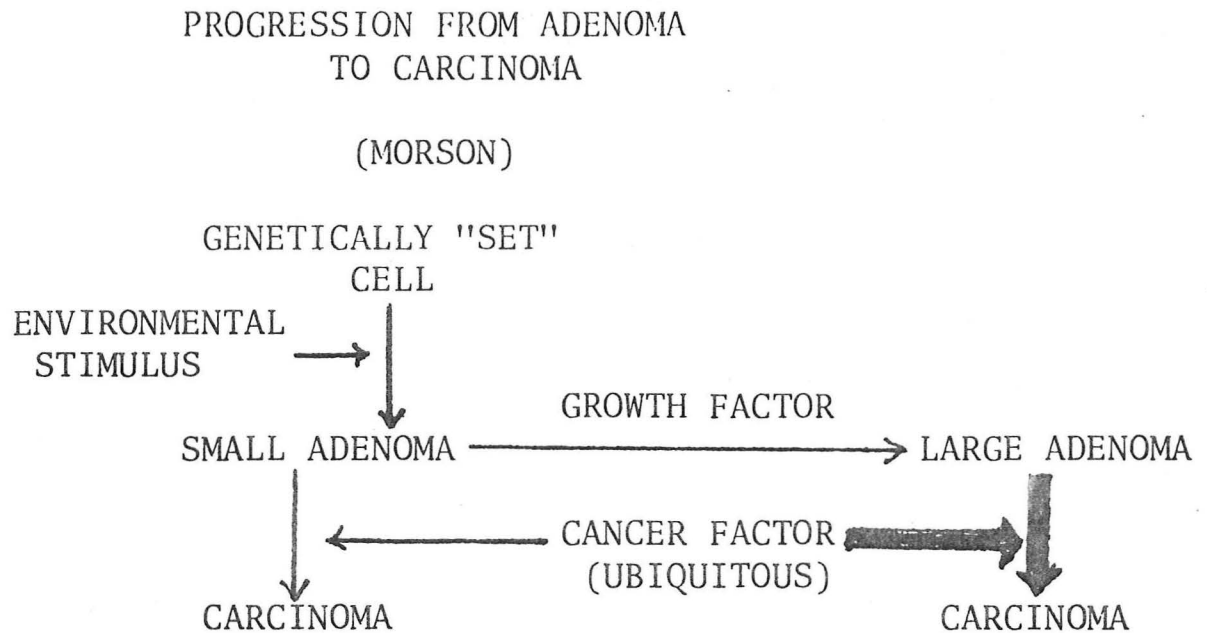 PROGRESSION FROM ADENOMA
TO CARCINOMA
(MORSON)
GENETICALLY "SET"
CELL
ENVIRONMENTAL
STIMULUS
GROWTH FACTOR
SMALL ADENOMA
LARGE ADENOMA
CANCER FACTOR
(UBIQUITOUS)
CARCINOMA
CARCINOMA